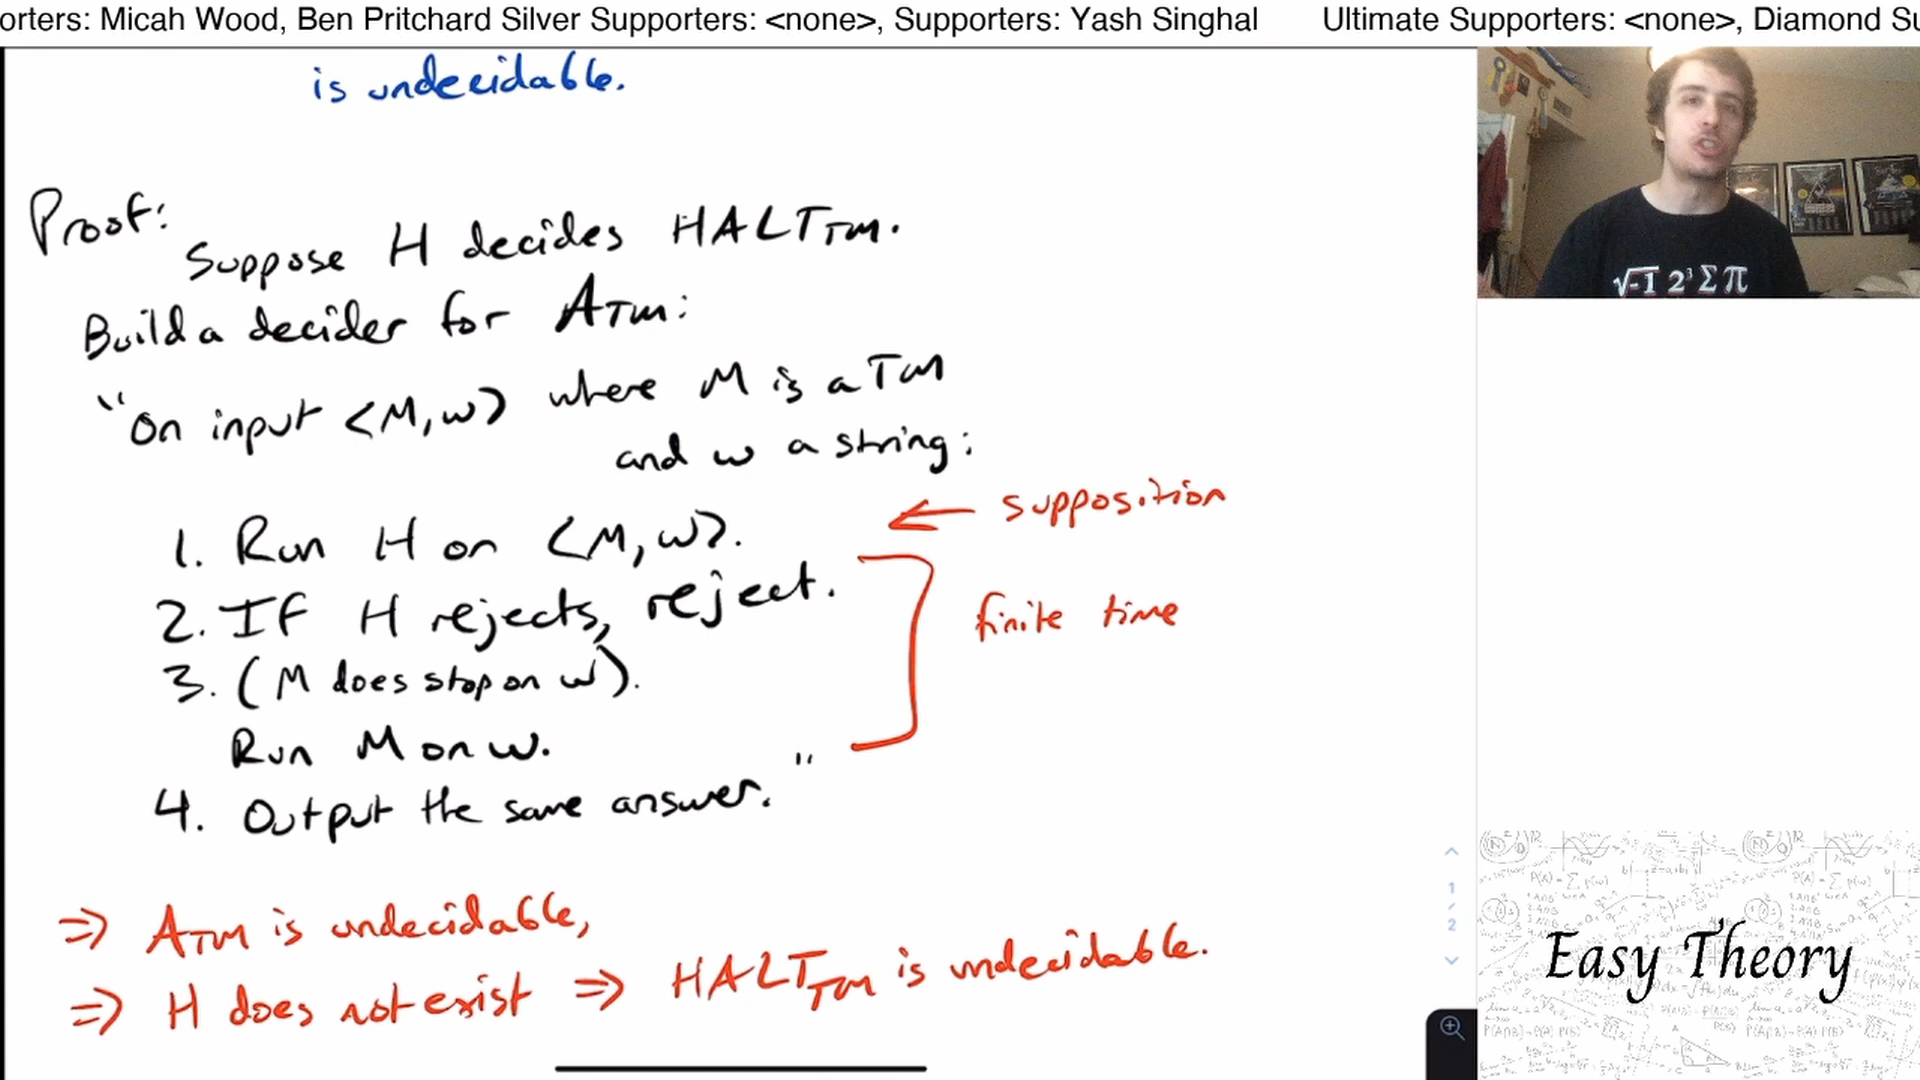 orters: Micah Wood, Ben Pritchard Silver Supporters: <none>, Supporters: Yash Singhal Ultimate Supporters: <none>, Diamond Su
is undecidable.
Proof:
Suppose H decides HALTTM.
Build a decider for ATM:
"On input <M,w> where M is a TM
and w a string:
1. Run H on <M,w>.
← supposition
2. If H rejects, reject.
finite time
3. (M does stop on w).
Run M on w.
4. Output the same answer."
⇒ ATM is undecidable,
⇒ H does not exist ⇒ HALTTM is undecidable.
√-1 2³ Σ π
1
/
2
Easy Theory